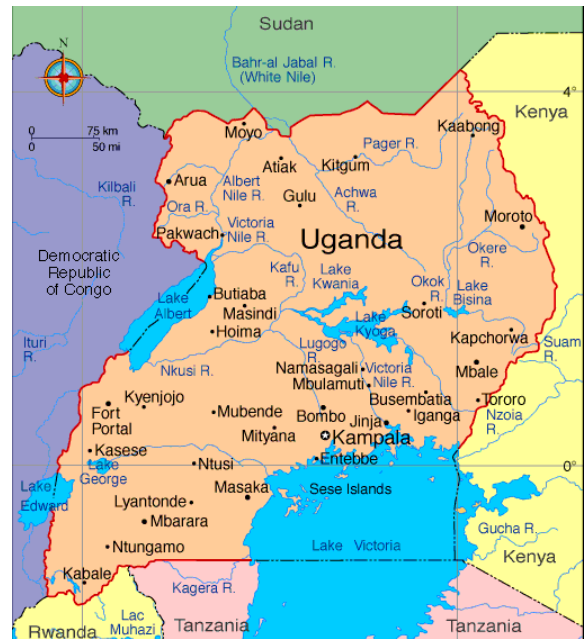 Sudan
N
Bahr-al Jabal R.
(White Nile)
4°
Kenya
0
75 km
0
50 mi
Moyo
Kaabong
Pager R.
Atiak
Kitgum
Arua
Albert
Nile R.
Kilbali
R.
Ora R.
Gulu
Achwa
R.
Moroto
Pakwach
Victoria
Nile R.
Uganda
Okere
R.
Democratic
Republic
of Congo
Kafu
R.
Lake
Kwania
Okok
R.
Lake
Bisina
Lake
Albert
Butiaba
Masindi
Soroti
Hoima
Lake
Kyoga
Kapchorwa
Ituri
R.
Lugogo
R.
Suam
R.
Nkusi R.
Namasagali
Victoria
Nile R.
Mbulamuti
Mbale
Busembatia
Tororo
Kyenjojo
Fort
Portal
Mubende
Bombo
Jinja
Iganga
Nzoia
R.
Mityana
Kampala
Kasese
Entebbe
0°
Lake
George
Ntusi
Lake
Edward
Masaka
Sese Islands
Lyantonde
Mbarara
Gucha R.
Ntungamo
Lake Victoria
Kenya
Kabale
Kagera R.
Lac
Muhazi
Rwanda
Tanzania
Tanzania